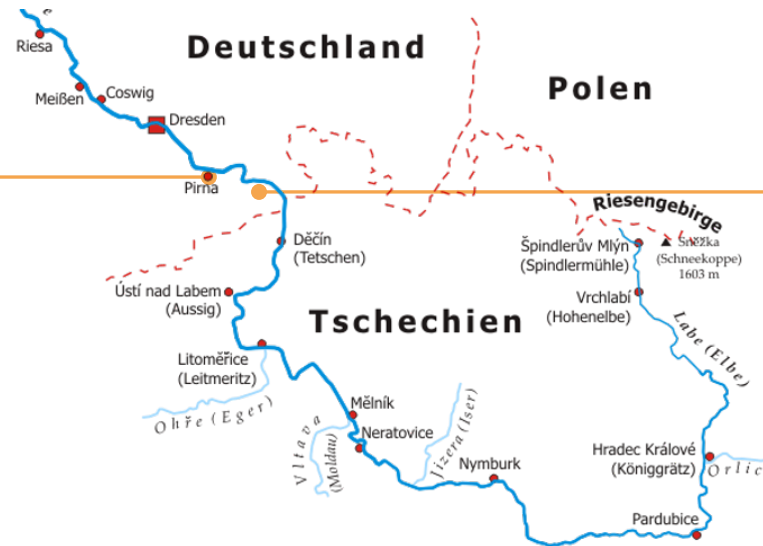 Deutschland
Riesa
Polen
Meißen
Coswig
Dresden
Pirna
Riesengebirge
Děčín
(Tetschen)
Špindlerův Mlýn
(Spindlermühle)
Sněžka
(Schneekoppe)
1603 m
Ústí nad Labem
(Aussig)
Vrchlabí
(Hohenelbe)
Tschechien
Labe (Elbe)
Litoměřice
(Leitmeritz)
Ohře (Eger)
Mělník
Vltava
(Moldau)
Neratovice
Jizera (Iser)
Nymburk
Hradec Králové
(Königgrätz)
Orlic
Pardubice